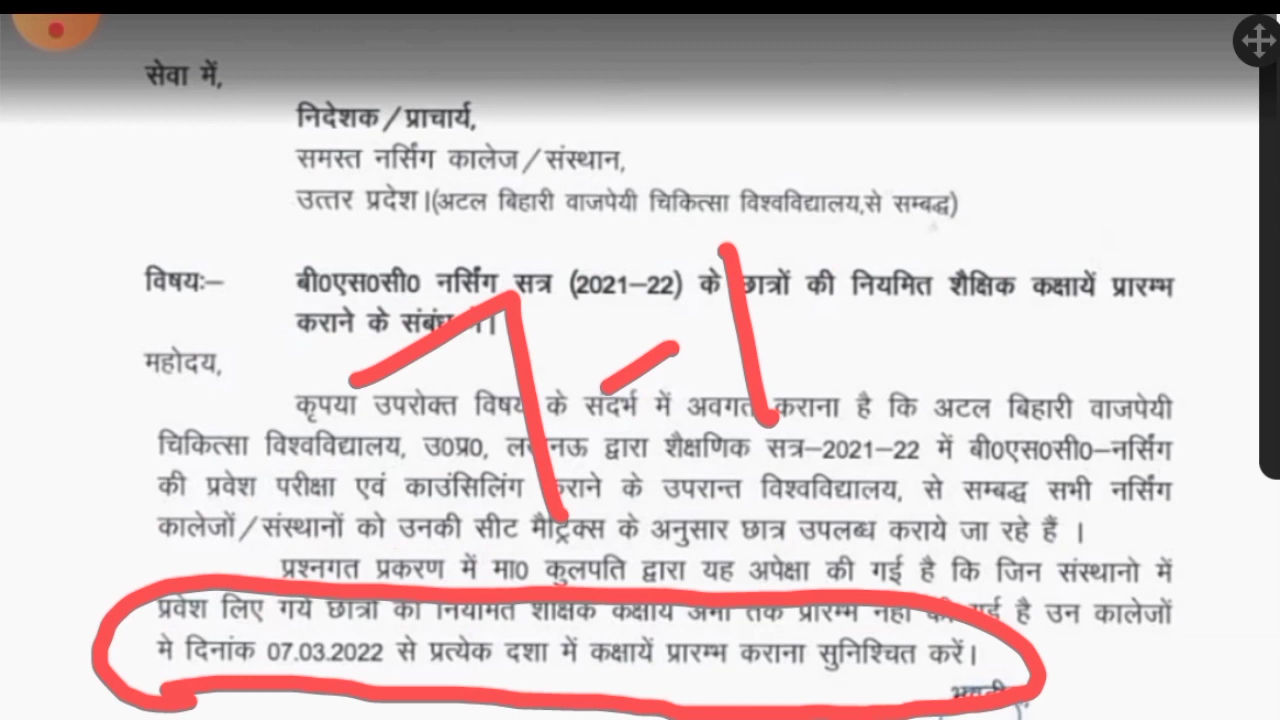 सेवा में,
निदेशक/प्राचार्य,
समस्त नर्सिंग कालेज/संस्थान,
उत्तर प्रदेश।(अटल बिहारी वाजपेयी चिकित्सा विश्वविद्यालय,से सम्बद्ध)
विषयः– बी0एस0सी0 नर्सिंग सत्र (2021–22) के छात्रों की नियमित शैक्षिक कक्षायें प्रारम्भ
कराने के संबंध में।
महोदय,
कृपया उपरोक्त विषय के संदर्भ में अवगत कराना है कि अटल बिहारी वाजपेयी
चिकित्सा विश्वविद्यालय, उ0प्र0, लखनऊ द्वारा शैक्षणिक सत्र–2021–22 में बी0एस0सी0–नर्सिंग
की प्रवेश परीक्षा एवं काउंसिलिंग कराने के उपरान्त विश्वविद्यालय, से सम्बद्ध सभी नर्सिंग
कालेजों/संस्थानों को उनकी सीट मैट्रिक्स के अनुसार छात्र उपलब्ध कराये जा रहे हैं ।
प्रश्नगत प्रकरण में मा0 कुलपति द्वारा यह अपेक्षा की गई है कि जिन संस्थानो में
प्रवेश लिए गये छात्रों की नियमित शैक्षिक कक्षायें अभी तक प्रारम्भ नहीं की गई है उन कालेजों
मे दिनांक 07.03.2022 से प्रत्येक दशा में कक्षायें प्रारम्भ कराना सुनिश्चित करें।